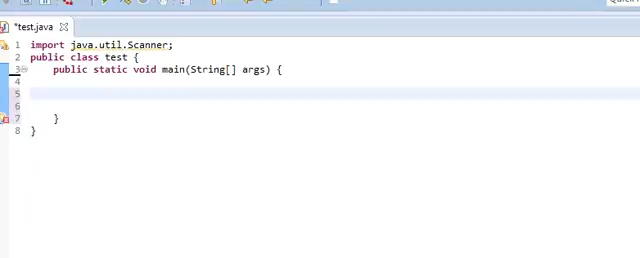 *test.java
1 import java.util.Scanner;
2 public class test {
3 public static void main(String[] args) {
4
5
6
7 }
8 }